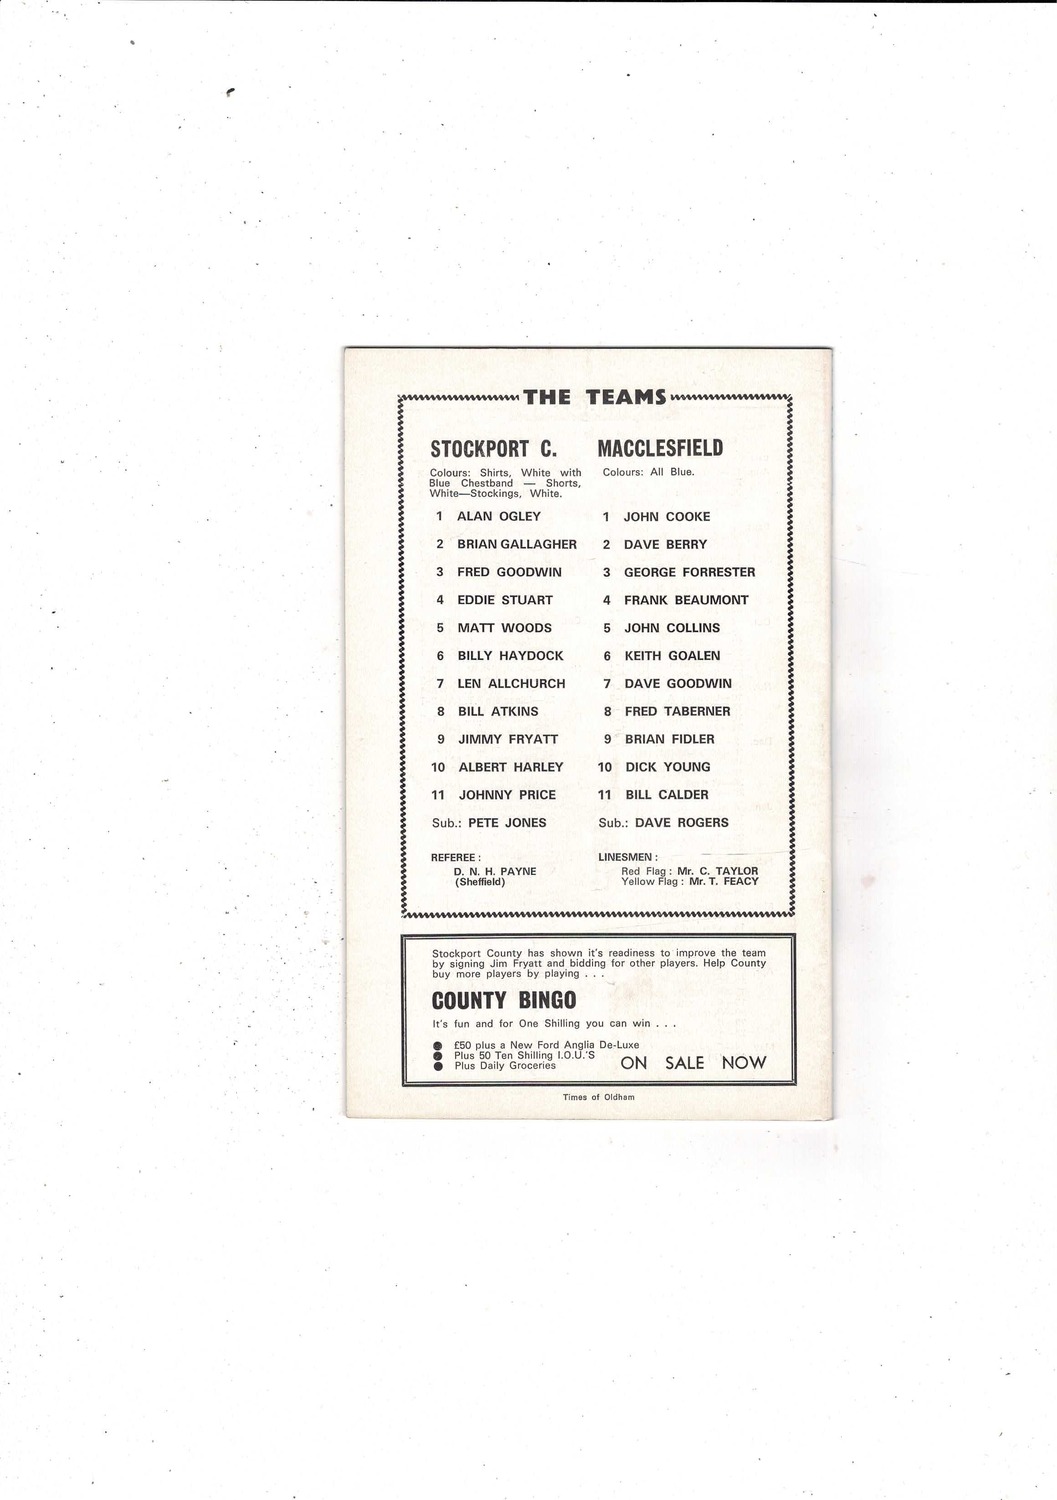 THE TEAMS
STOCKPORT C.
Colours: Shirts, White with
Blue Chestband — Shorts,
White—Stockings, White.
1 ALAN OGLEY
2 BRIAN GALLAGHER
3 FRED GOODWIN
4 EDDIE STUART
5 MATT WOODS
6 BILLY HAYDOCK
7 LEN ALLCHURCH
8 BILL ATKINS
9 JIMMY FRYATT
10 ALBERT HARLEY
11 JOHNNY PRICE
Sub.: PETE JONES
MACCLESFIELD
Colours: All Blue.
1 JOHN COOKE
2 DAVE BERRY
3 GEORGE FORRESTER
4 FRANK BEAUMONT
5 JOHN COLLINS
6 KEITH GOALEN
7 DAVE GOODWIN
8 FRED TABERNER
9 BRIAN FIDLER
10 DICK YOUNG
11 BILL CALDER
Sub.: DAVE ROGERS
REFEREE :
D. N. H. PAYNE
(Sheffield)
LINESMEN :
Red Flag : Mr. C. TAYLOR
Yellow Flag : Mr. T. FEACY
Stockport County has shown it's readiness to improve the team
by signing Jim Fryatt and bidding for other players. Help County
buy more players by playing . . .
COUNTY BINGO
It's fun and for One Shilling you can win . . .
● £50 plus a New Ford Anglia De-Luxe
● Plus 50 Ten Shilling I.O.U.'S
● Plus Daily Groceries
ON SALE NOW
Times of Oldham